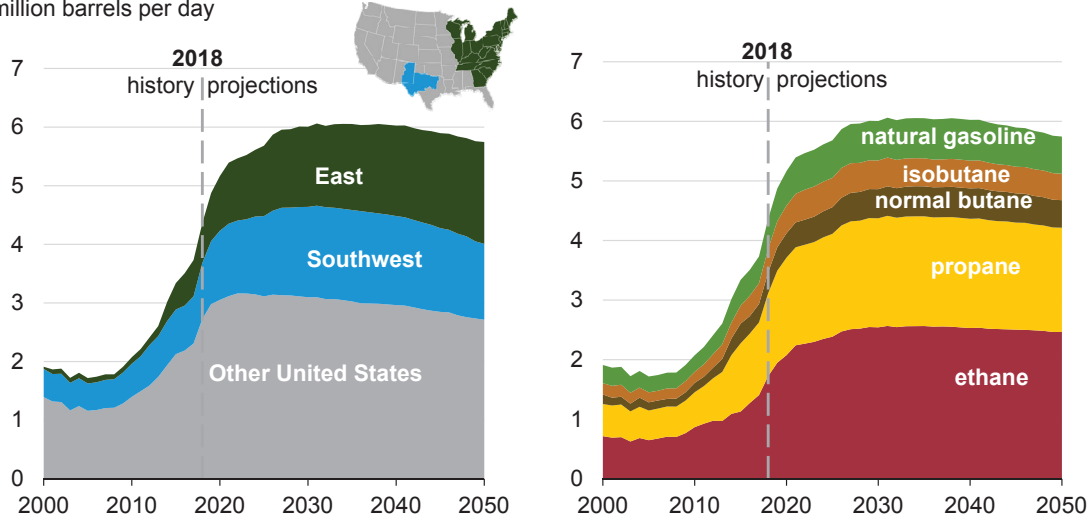 million barrels per day
2018
history projections
7
6
5
4
3
2
1
0
East
Southwest
Other United States
2000 2010 2020 2030 2040 2050
2018
history projections
7
6
5
4
3
2
1
0
natural gasoline
isobutane
normal butane
propane
ethane
2000 2010 2020 2030 2040 2050